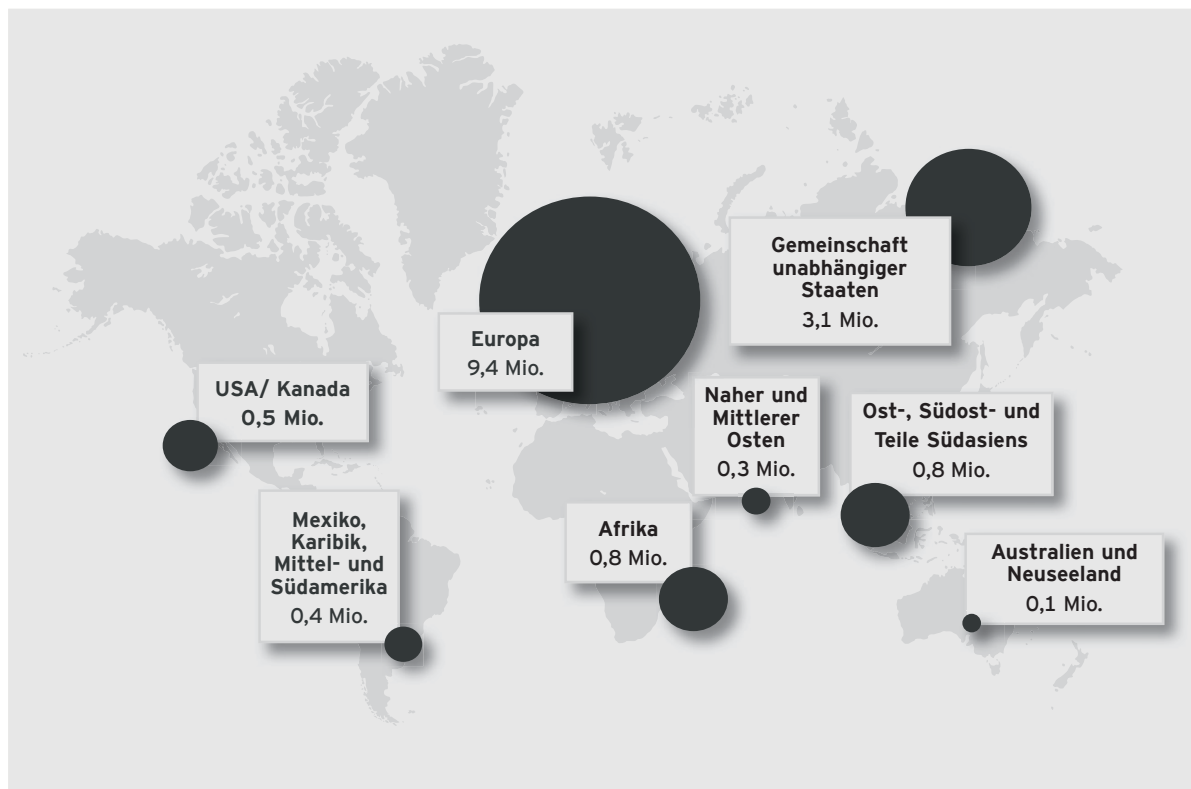 Gemeinschaft
unabhängiger
Staaten
3,1 Mio.
Europa
9,4 Mio.
USA/ Kanada
0,5 Mio.
Naher und
Mittlerer
Osten
0,3 Mio.
Ost-, Südost- und
Teile Südasiens
0,8 Mio.
Mexiko,
Karibik,
Mittel- und
Südamerika
0,4 Mio.
Afrika
0,8 Mio.
Australien und
Neuseeland
0,1 Mio.